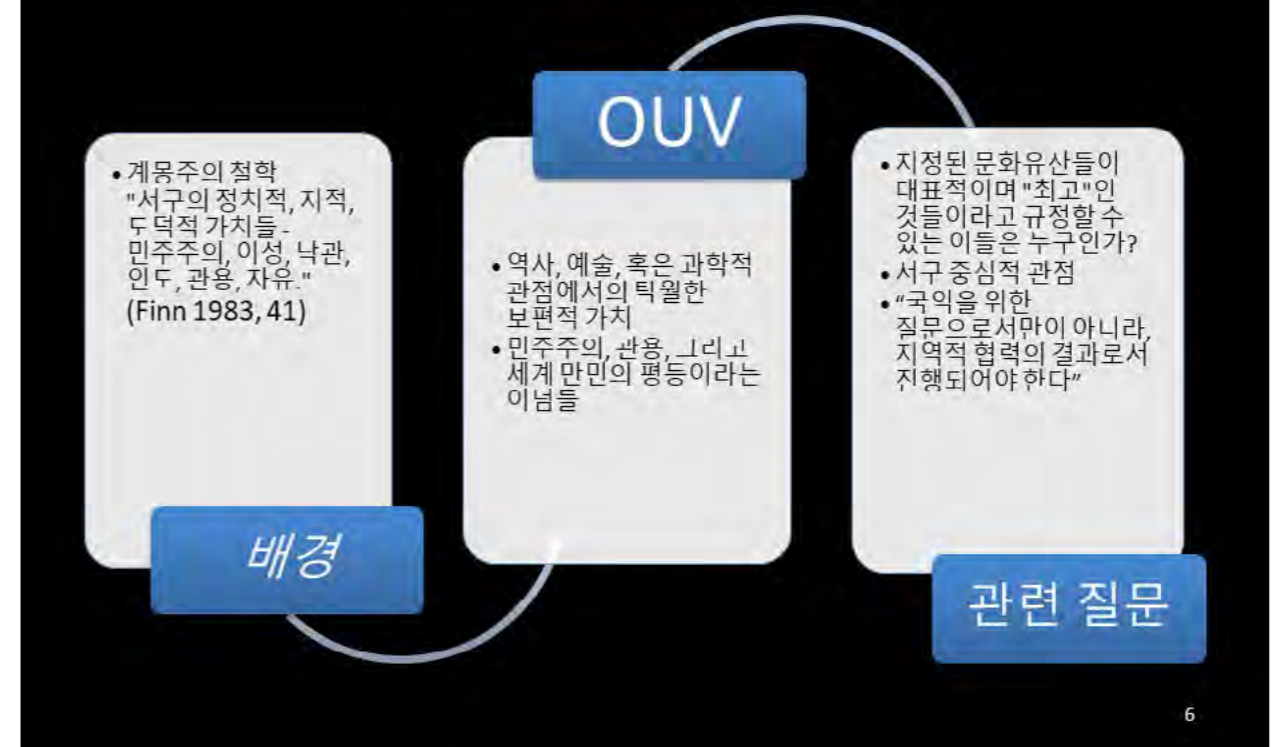 • 계몽주의 철학
"서구의 정치적, 지적,
도덕적 가치들 -
민주주의, 이성, 낙관,
인도, 관용, 자유."
(Finn 1983, 41)
배경
OUV
• 역사, 예술, 혹은 과학적
관점에서의 탁월한
보편적 가치
• 민주주의, 관용, 그리고
세계 만민의 평등이라는
이념들
• 지정된 문화유산들이
대표적이며 "최고"인
것들이라고 규정할 수
있는 이들은 누구인가?
• 서구 중심적 관점
• “국익을 위한
질문으로서만이 아니라,
지역적 협력의 결과로서
진행되어야 한다”
관련 질문
6